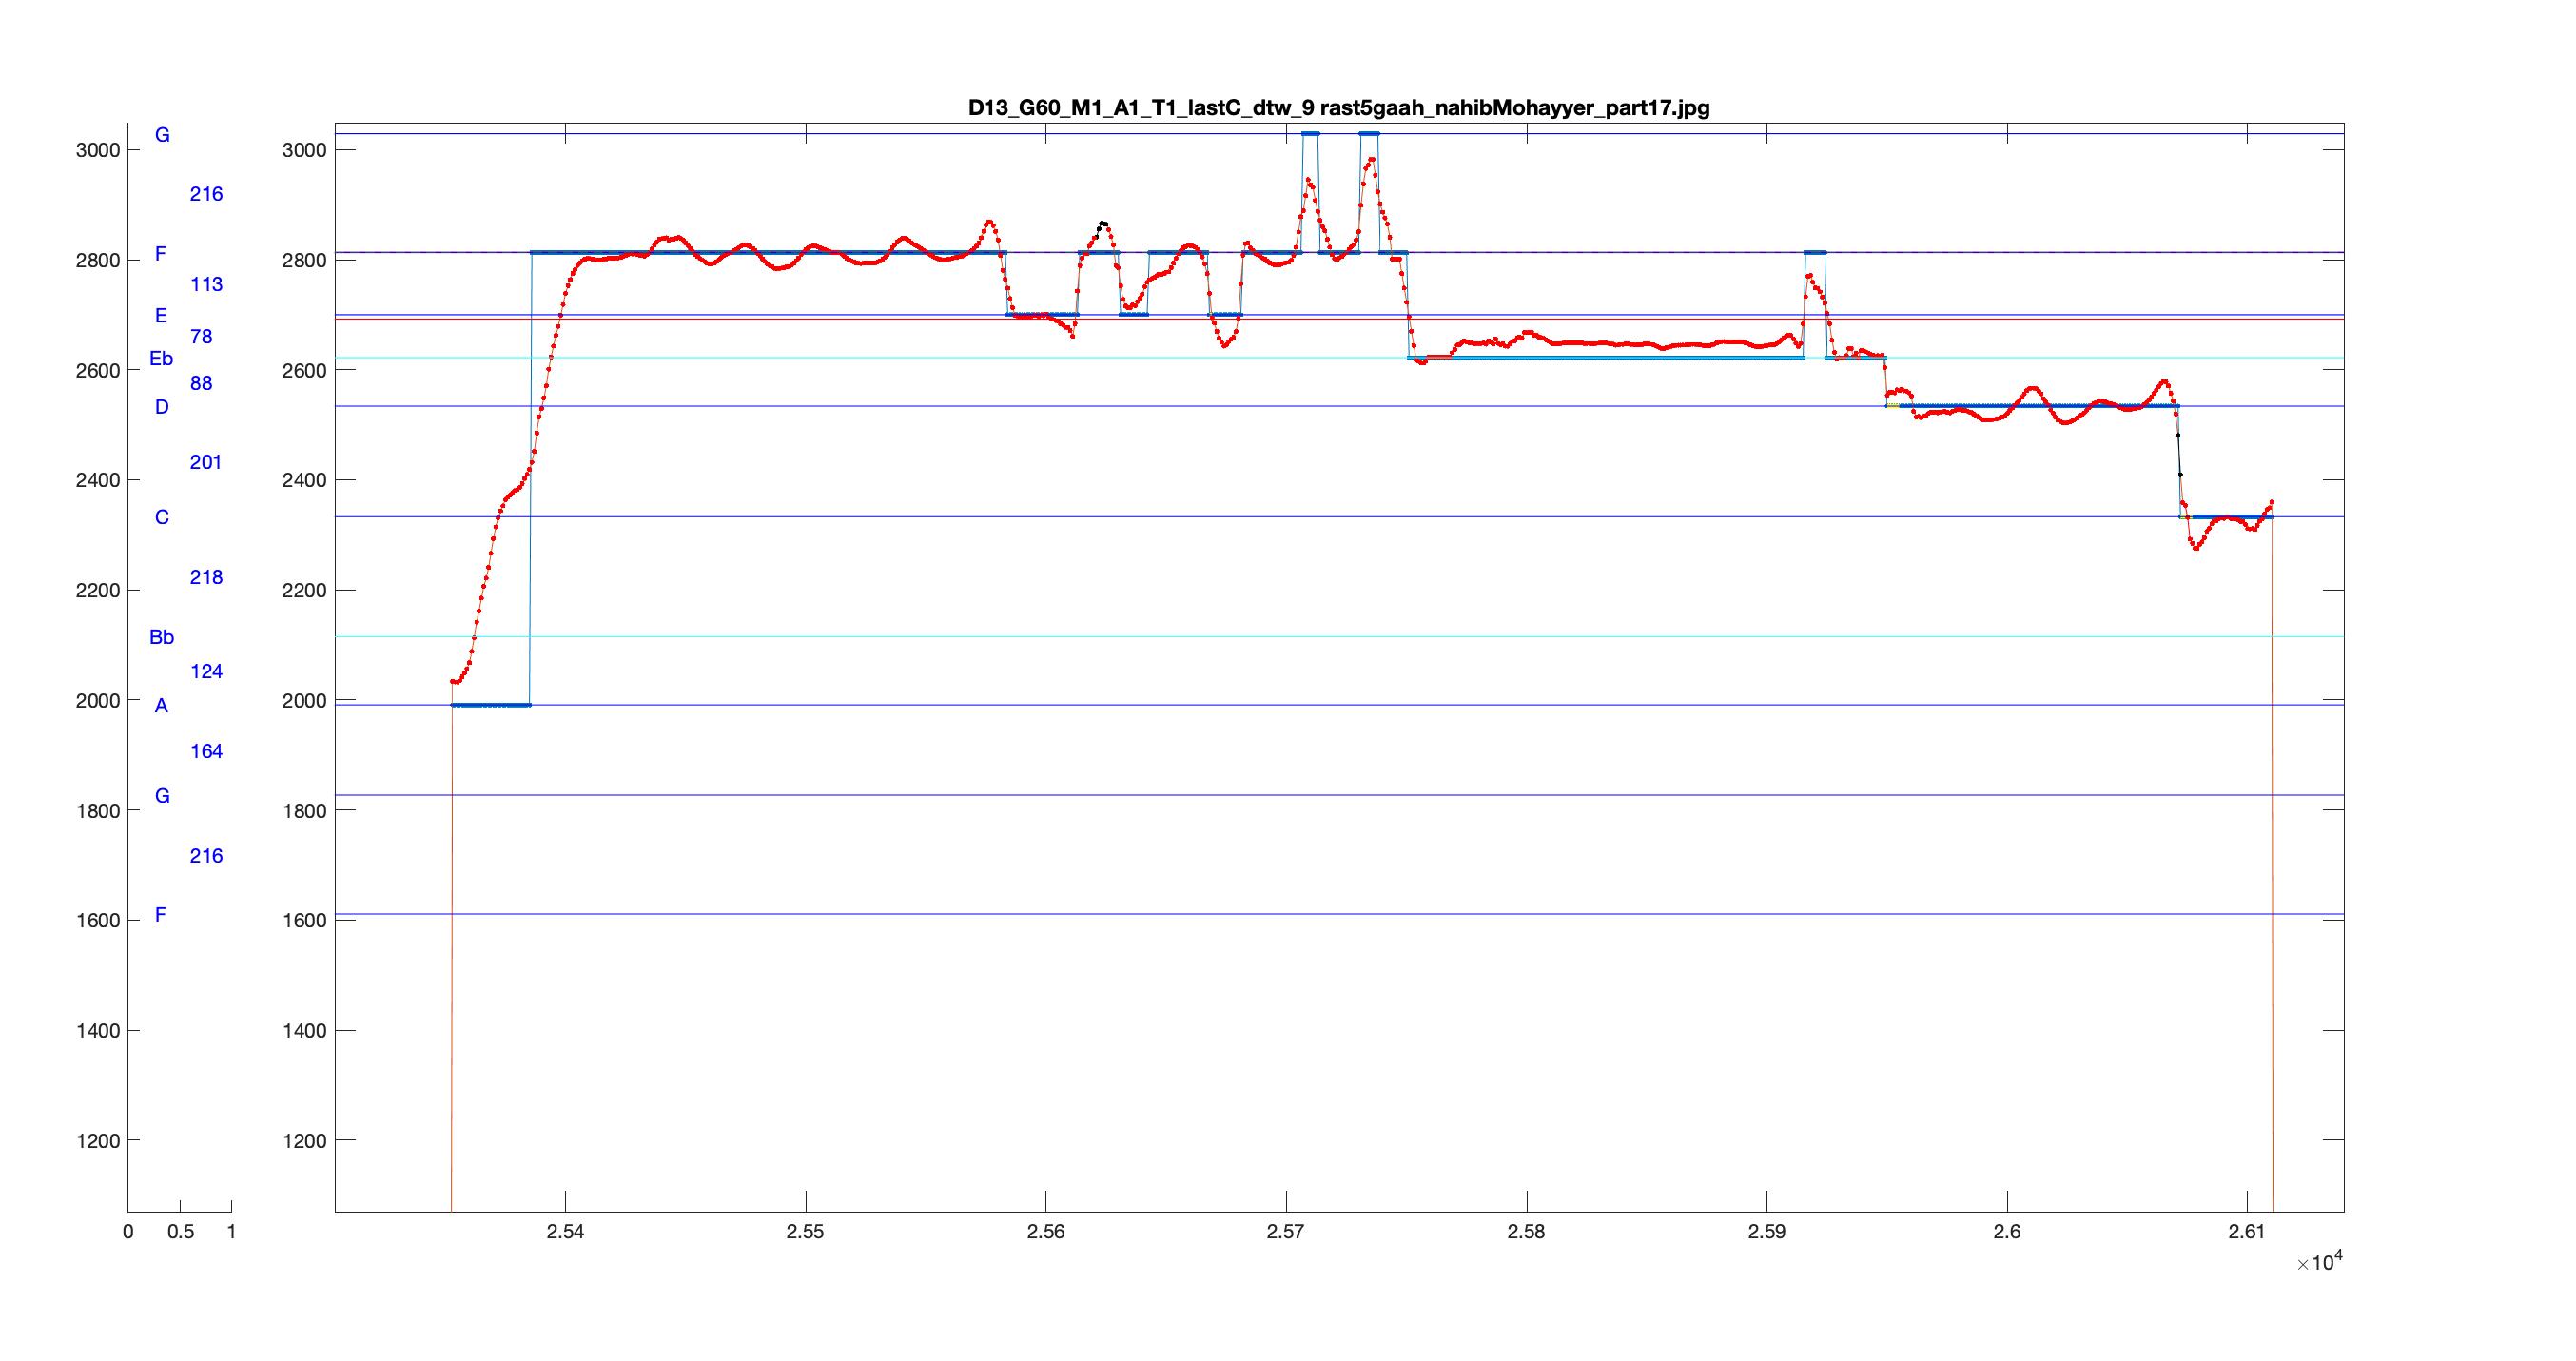 D13_G60_M1_A1_T1_lastC_dtw_9 rast5gaah_nahibMohayyer_part17.jpg
G
3000 3000
216
F
2800 2800
113
E
78
Eb
2600 2600
88
D
201
2400 2400
C
218
2200 2200
Bb
124
2000 A 2000
164
G
1800 1800
216
F
1600 1600
1400 1400
1200 1200
0 0.5 1 2.54 2.55 2.56 2.57 2.58 2.59 2.6 2.61
×10⁴